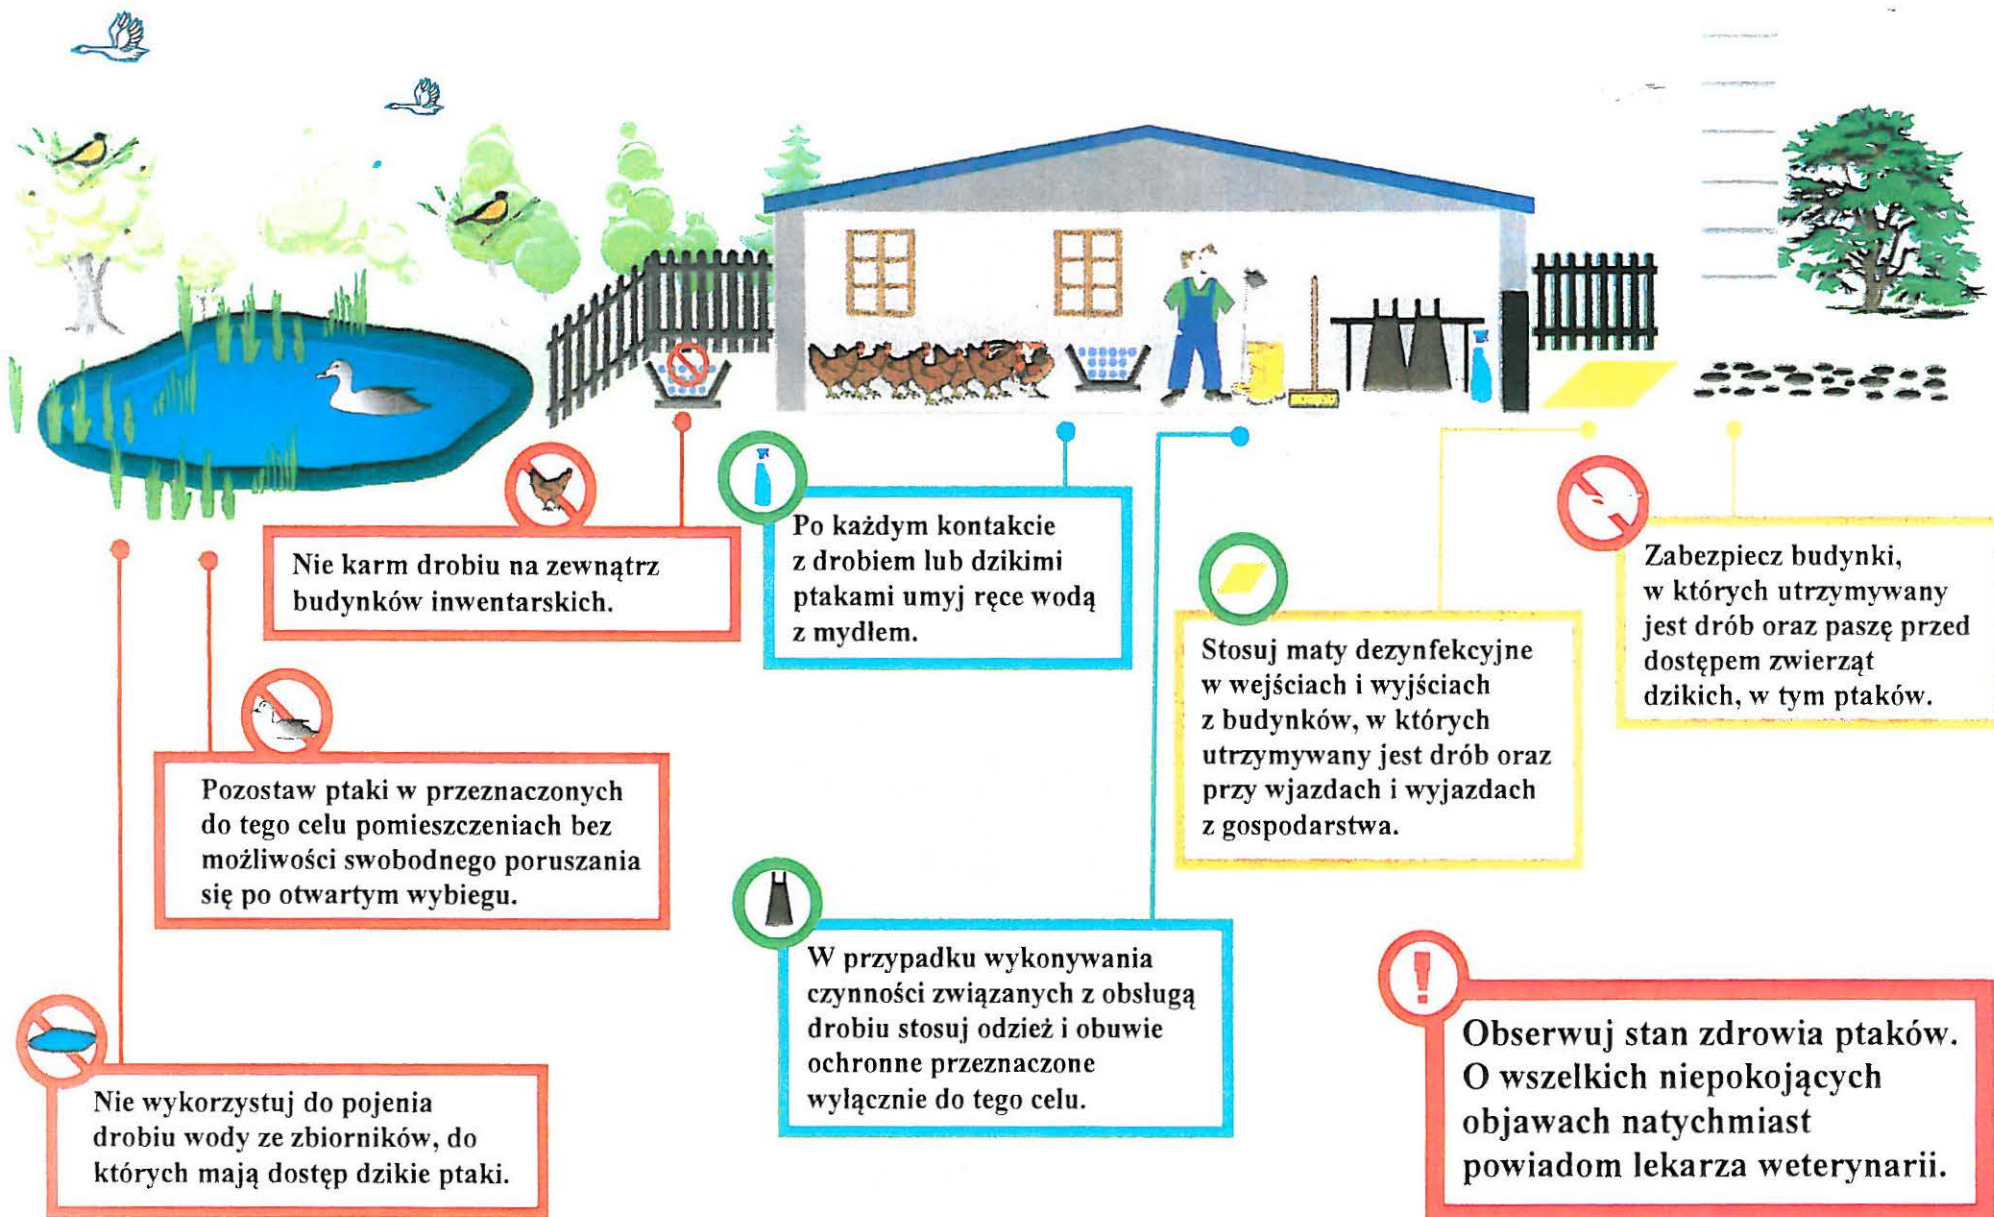 Nie karm drobiu na zewnątrz
budynków inwentarskich.
Po każdym kontakcie
z drobiem lub dzikimi
ptakami umyj ręce wodą
z mydłem.
Zabezpiecz budynki,
w których utrzymywany
jest drób oraz paszę przed
dostępem zwierząt
dzikich, w tym ptaków.
Stosuj maty dezynfekcyjne
w wejściach i wyjściach
z budynków, w których
utrzymywany jest drób oraz
przy wjazdach i wyjazdach
z gospodarstwa.
Pozostaw ptaki w przeznaczonych
do tego celu pomieszczeniach bez
możliwości swobodnego poruszania
się po otwartym wybiegu.
W przypadku wykonywania
czynności związanych z obsługą
drobiu stosuj odzież i obuwie
ochronne przeznaczone
wyłącznie do tego celu.
Nie wykorzystuj do pojenia
drobiu wody ze zbiorników, do
których mają dostęp dzikie ptaki.
!
Obserwuj stan zdrowia ptaków.
O wszelkich niepokojących
objawach natychmiast
powiadom lekarza weterynarii.